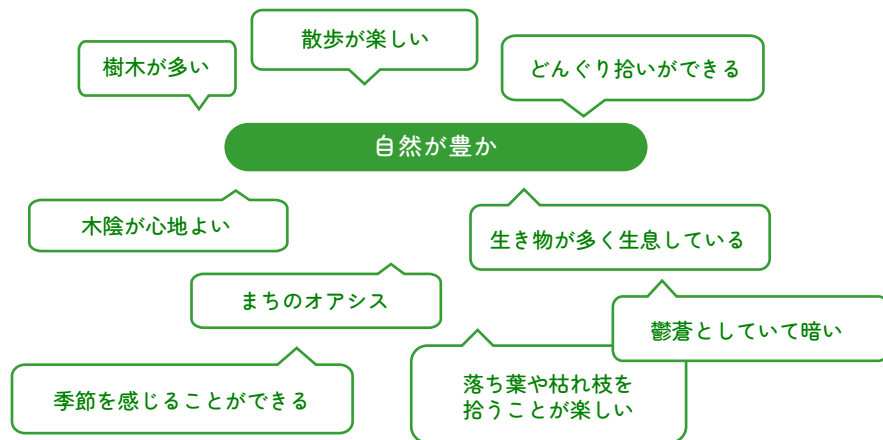 散歩が楽しい
樹木が多い
どんぐり拾いができる
自然が豊か
木陰が心地よい
生き物が多く生息している
まちのオアシス
鬱蒼としていて暗い
季節を感じることができる
落ち葉や枯れ枝を
拾うことが楽しい